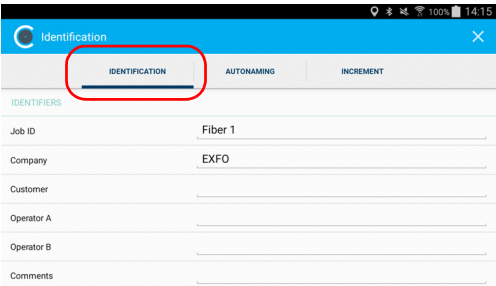 100% 14:15
Identification
IDENTIFICATION AUTONAMING INCREMENT
IDENTIFIERS
Job ID Fiber 1
Company EXFO
Customer
Operator A
Operator B
Comments